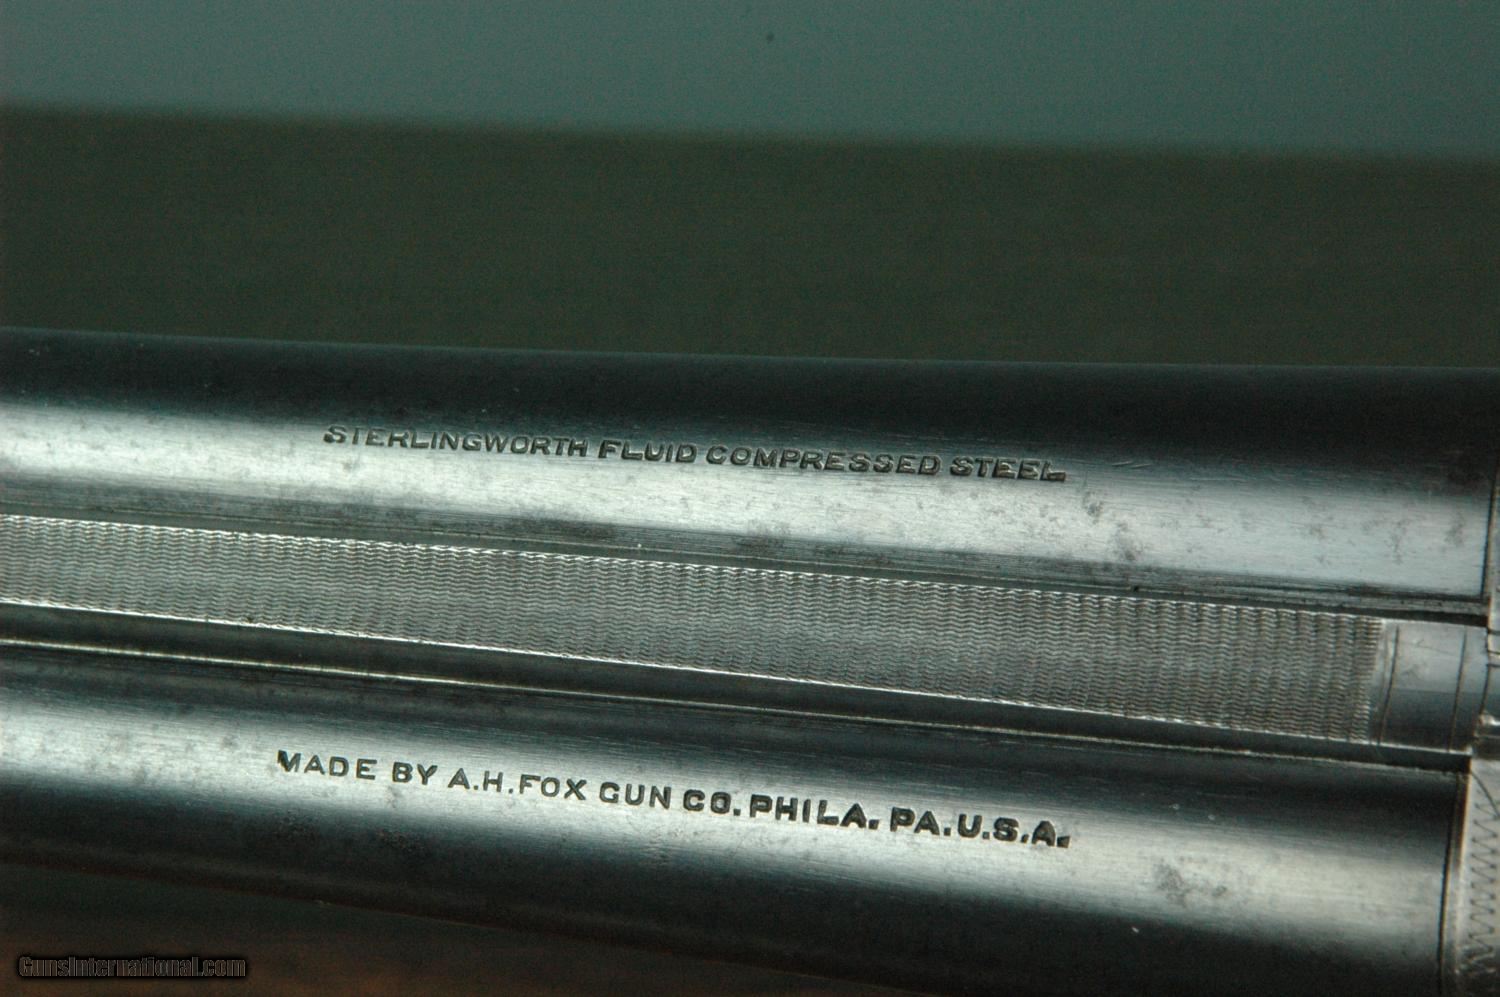 STERLINGWORTH FLUID COMPRESSED STEEL
MADE BY A.H.FOX GUN CO. PHILA. PA. U.S.A.
GunsInternational.com